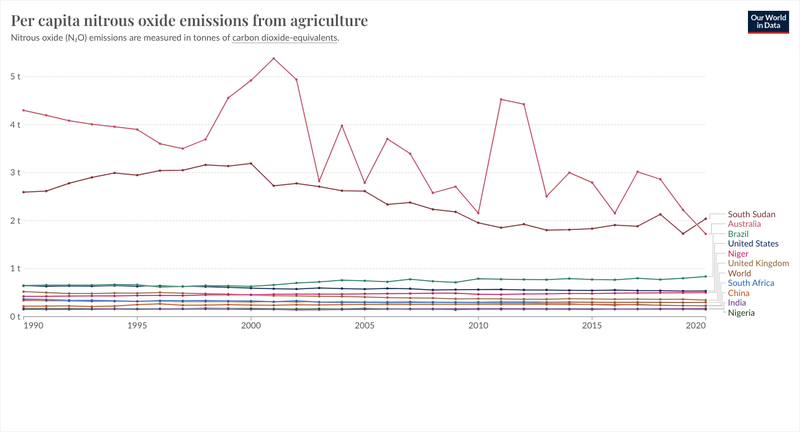 Per capita nitrous oxide emissions from agriculture
Our World
in Data
Nitrous oxide (N₂O) emissions are measured in tonnes of carbon dioxide-equivalents.
5 t
4 t
3 t
2 t
1 t
0 t
1990
1995
2000
2005
2010
2015
2020
South Sudan
Australia
Brazil
United States
Niger
United Kingdom
World
South Africa
China
India
Nigeria